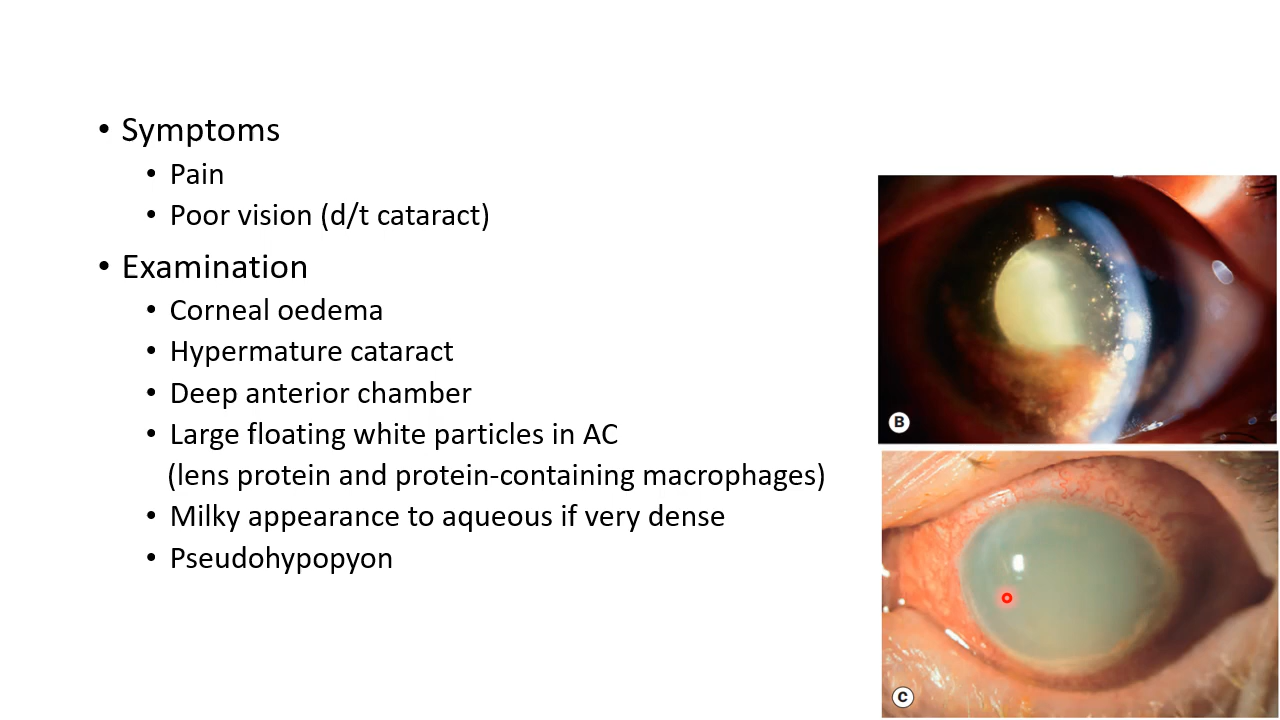 • Symptoms
• Pain
• Poor vision (d/t cataract)
• Examination
• Corneal oedema
• Hypermature cataract
• Deep anterior chamber
• Large floating white particles in AC
(lens protein and protein-containing macrophages)
• Milky appearance to aqueous if very dense
• Pseudohypopyon
B
C